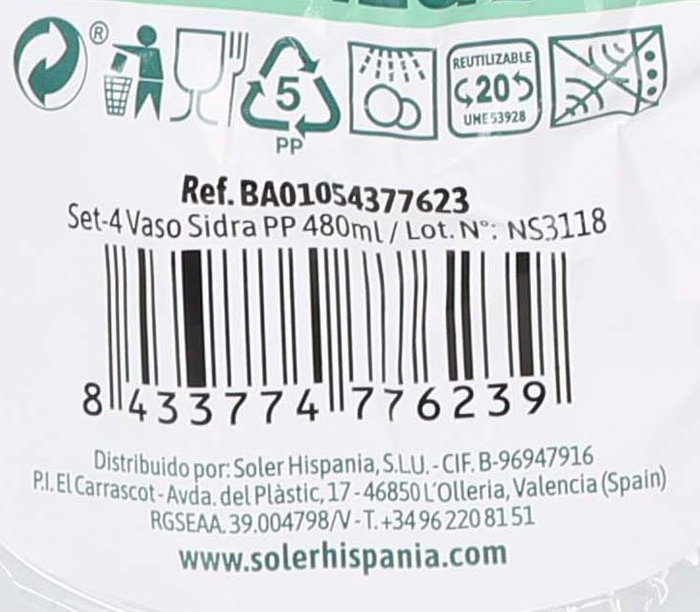 ®
5
PP
REUTILIZABLE
20
UNE 53928
Ref. BA01054377623
Set-4 Vaso Sidra PP 480ml / Lot. Nº: NS3118
8 433774 776239
Distribuido por: Soler Hispania, S.L.U. - CIF. B-96947916
P.I. El Carrascot - Avda. del Plàstic, 17 - 46850 L'Olleria, Valencia (Spain)
RGSEAA. 39.004798/V - T. +34 96 220 81 51
www.solerhispania.com